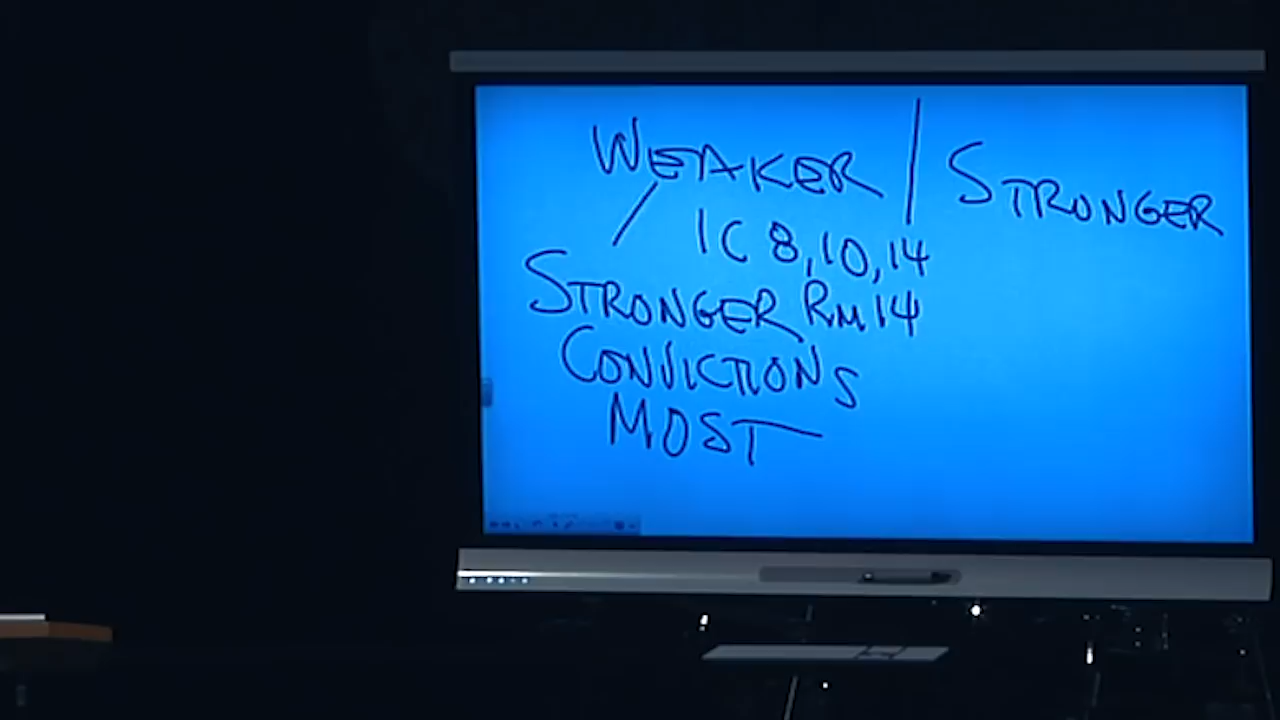 WEAKER / STRONGER
1C 8,10,14
STRONGER RM 14
CONVICTIONS
MOST